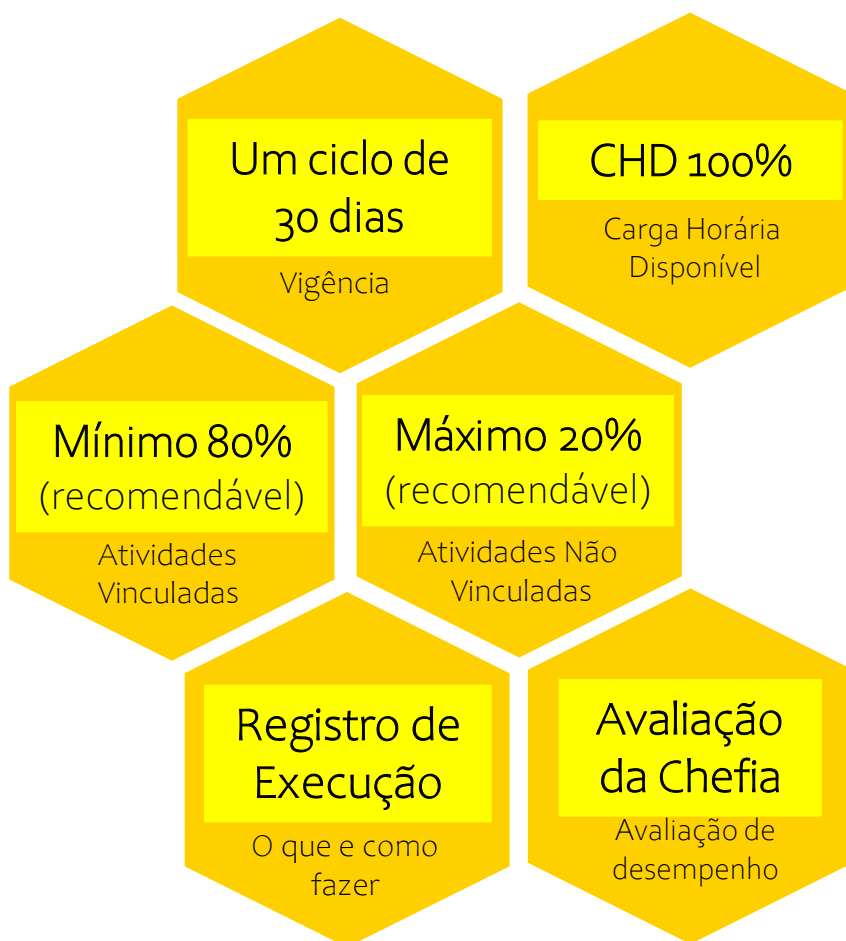 Um ciclo de
30 dias
Vigência
CHD 100%
Carga Horária
Disponível
Mínimo 80%
(recomendável)
Atividades
Vinculadas
Máximo 20%
(recomendável)
Atividades Não
Vinculadas
Registro de
Execução
O que e como
fazer
Avaliação
da Chefia
Avaliação de
desempenho